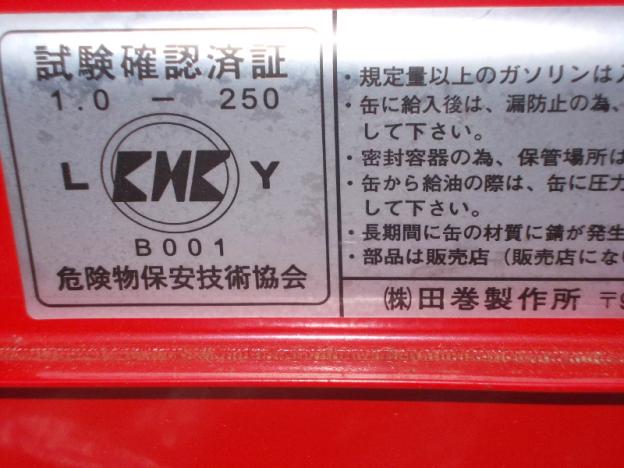 試験確認済証
1.0 － 250
L KHK Y
B001
危険物保安技術協会
・規定量以上のガソリンは入
・缶に給入後は、漏防止の為、
して下さい。
・密封容器の為、保管場所は
・缶から給油の際は、缶に圧力
して下さい。
・長期間に缶の材質に錆が発生
・部品は販売店（販売店にない
㈱田巻製作所 〒9